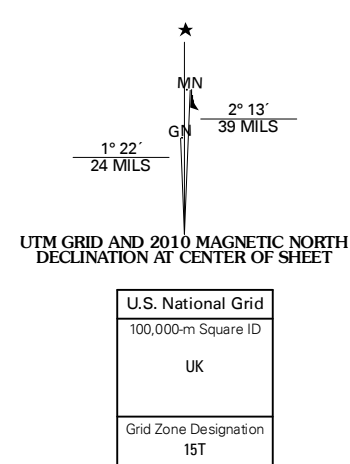 MN
2° 13´
39 MILS
GN
1° 22´
24 MILS
UTM GRID AND 2010 MAGNETIC NORTH
DECLINATION AT CENTER OF SHEET
U.S. National Grid
100,000-m Square ID
UK
Grid Zone Designation
15T